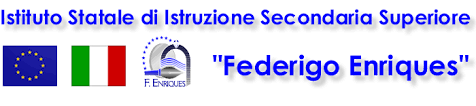 Istituto Statale di Istruzione Secondaria Superiore
"Federigo Enriques"
F. ENRIQUES